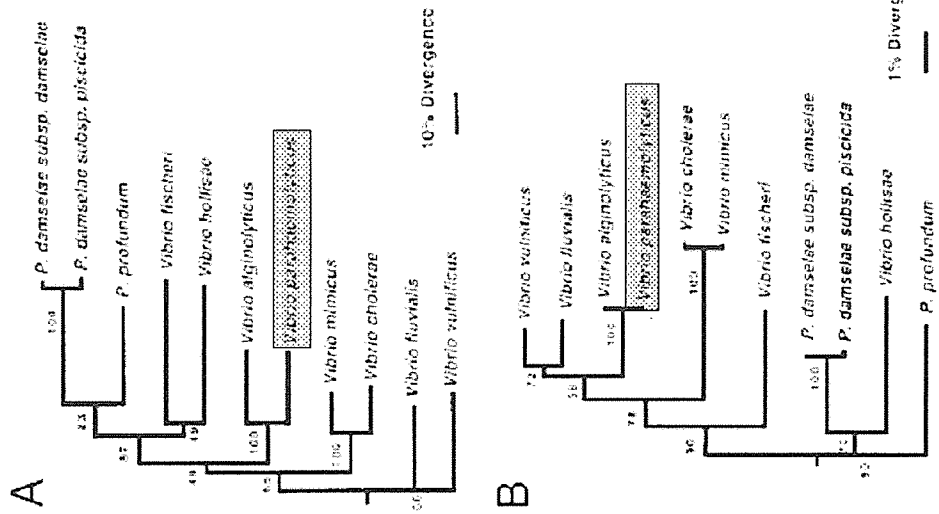 A
P. damselae subsp. damselae
P. damselae subsp. piscicida
P. profundum
Vibrio fischeri
Vibrio hollisae
Vibrio alginolyticus
Vibrio parahaemolyticus
Vibrio mimicus
Vibrio cholerae
Vibrio fluvialis
Vibrio vulnificus
100
100
10% Divergence
B
Vibrio vulnificus
Vibrio fluvialis
Vibrio alginolyticus
Vibrio parahaemolyticus
Vibrio cholerae
Vibrio mimicus
Vibrio fischeri
P. damselae subsp. damselae
P. damselae subsp. piscicida
Vibrio hollisae
P. profundum
100
100
100
1% Diverg